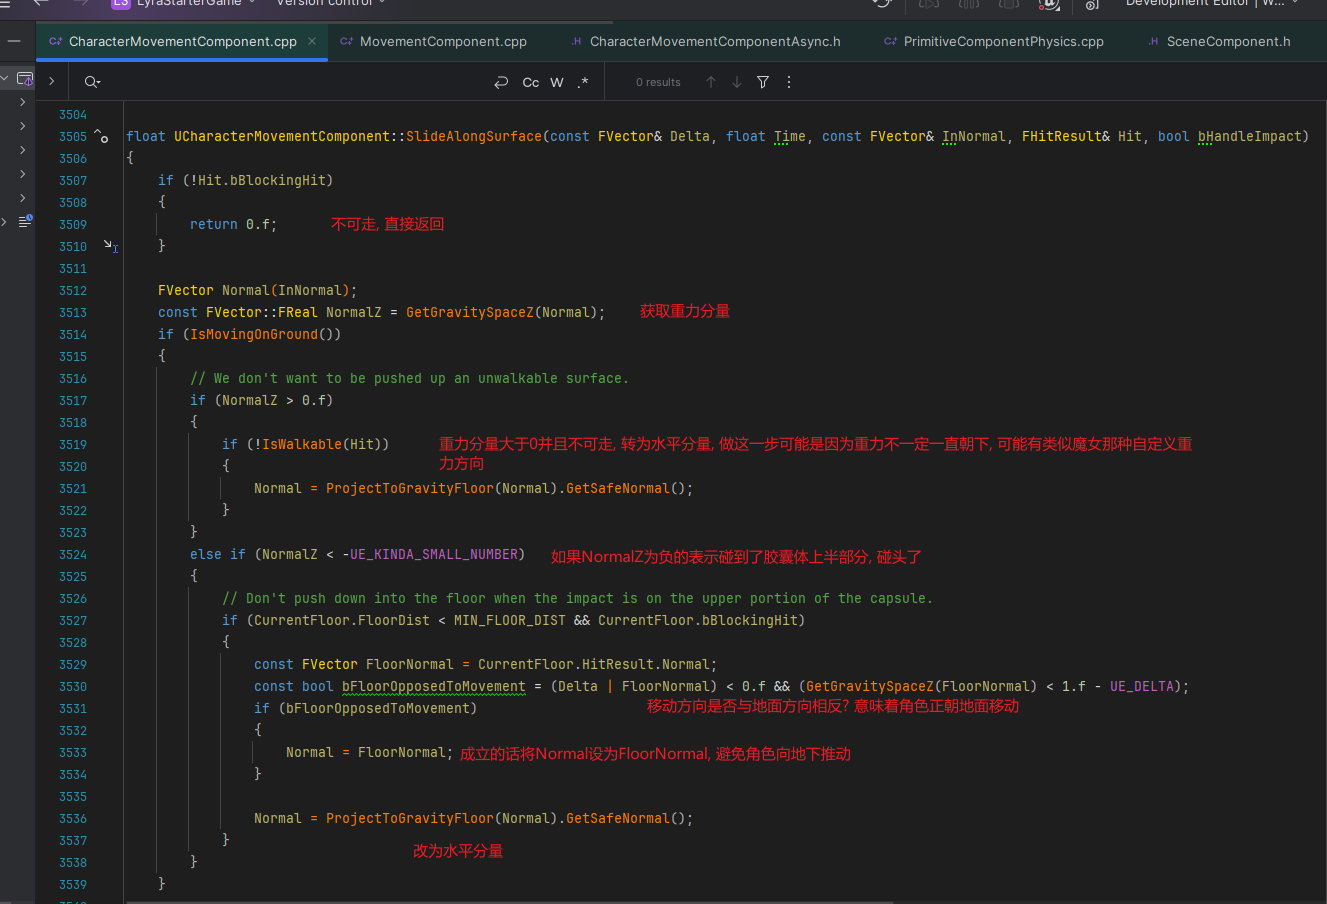 LyraStarterGame Version control Development Editor | W...
CharacterMovementComponent.cpp MovementComponent.cpp CharacterMovementComponentAsync.h PrimitiveComponentPhysics.cpp SceneComponent.h
Cc W .* 0 results
3504
3505 float UCharacterMovementComponent::SlideAlongSurface(const FVector& Delta, float Time, const FVector& InNormal, FHitResult& Hit, bool bHandleImpact)
3506 {
3507 if (!Hit.bBlockingHit)
3508 {
3509 return 0.f; 不可走, 直接返回
3510 }
3511
3512 FVector Normal(InNormal);
3513 const FVector::FReal NormalZ = GetGravitySpaceZ(Normal); 获取重力分量
3514 if (IsMovingOnGround())
3515 {
3516 // We don't want to be pushed up an unwalkable surface.
3517 if (NormalZ > 0.f)
3518 {
3519 if (!IsWalkable(Hit)) 重力分量大于0并且不可走, 转为水平分量, 做这一步可能是因为重力不一定一直朝下, 可能有类似魔女那种自定义重
力方向
3520 {
3521 Normal = ProjectToGravityFloor(Normal).GetSafeNormal();
3522 }
3523 }
3524 else if (NormalZ < -UE_KINDA_SMALL_NUMBER) 如果NormalZ为负的表示碰到了胶囊体上半部分, 碰头了
3525 {
3526 // Don't push down into the floor when the impact is on the upper portion of the capsule.
3527 if (CurrentFloor.FloorDist < MIN_FLOOR_DIST && CurrentFloor.bBlockingHit)
3528 {
3529 const FVector FloorNormal = CurrentFloor.HitResult.Normal;
3530 const bool bFloorOpposedToMovement = (Delta | FloorNormal) < 0.f && (GetGravitySpaceZ(FloorNormal) < 1.f - UE_DELTA);
3531 if (bFloorOpposedToMovement) 移动方向是否与地面方向相反? 意味着角色正朝地面移动
3532 {
3533 Normal = FloorNormal; 成立的话将Normal设为FloorNormal, 避免角色向地下推动
3534 }
3535
3536 Normal = ProjectToGravityFloor(Normal).GetSafeNormal();
3537 }
改为水平分量
3538 }
3539 }